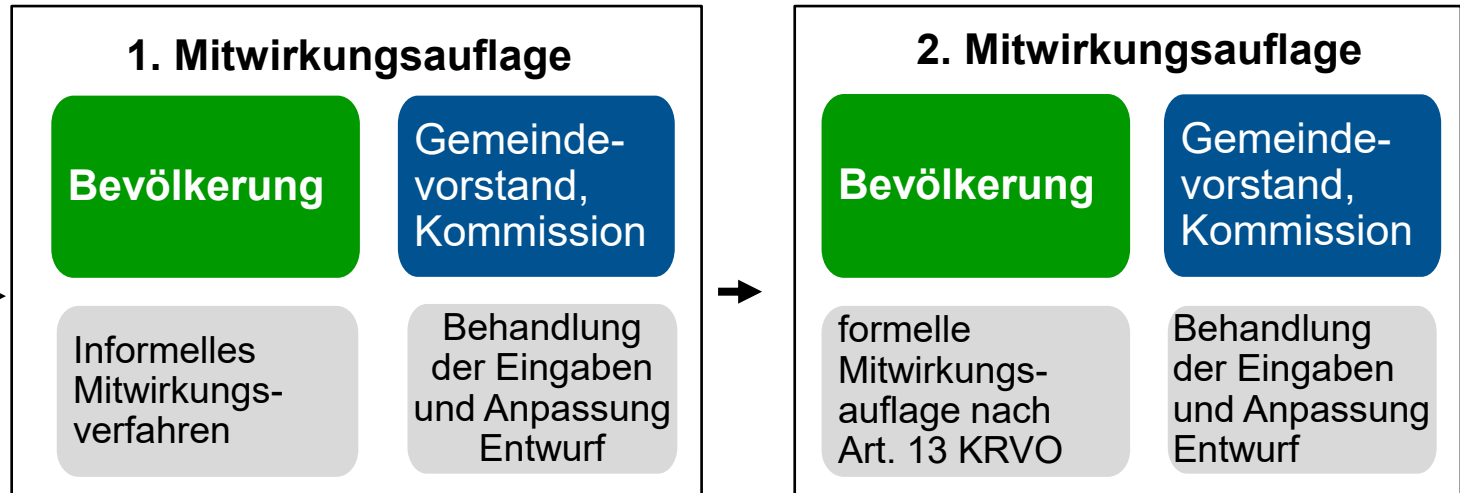 1. Mitwirkungsauflage
Bevölkerung
Gemeinde-
vorstand,
Kommission
Informelles
Mitwirkungs-
verfahren
Behandlung
der Eingaben
und Anpassung
Entwurf
2. Mitwirkungsauflage
Bevölkerung
Gemeinde-
vorstand,
Kommission
formelle
Mitwirkungs-
auflage nach
Art. 13 KRVO
Behandlung
der Eingaben
und Anpassung
Entwurf